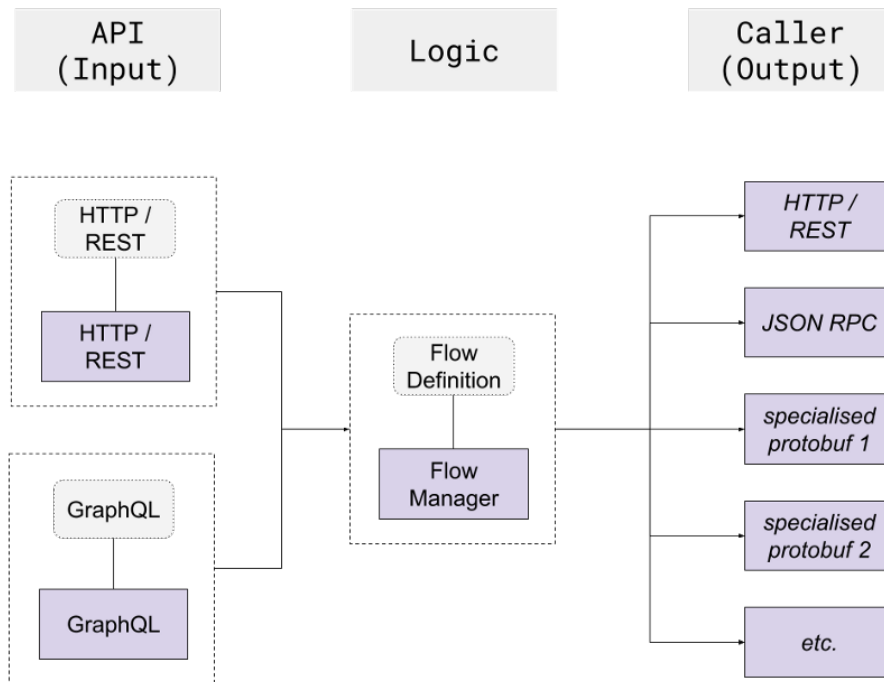 API
(Input)
Logic
Caller
(Output)
HTTP /
REST
HTTP /
REST
GraphQL
GraphQL
Flow
Definition
Flow
Manager
HTTP /
REST
JSON RPC
specialised
protobuf 1
specialised
protobuf 2
etc.